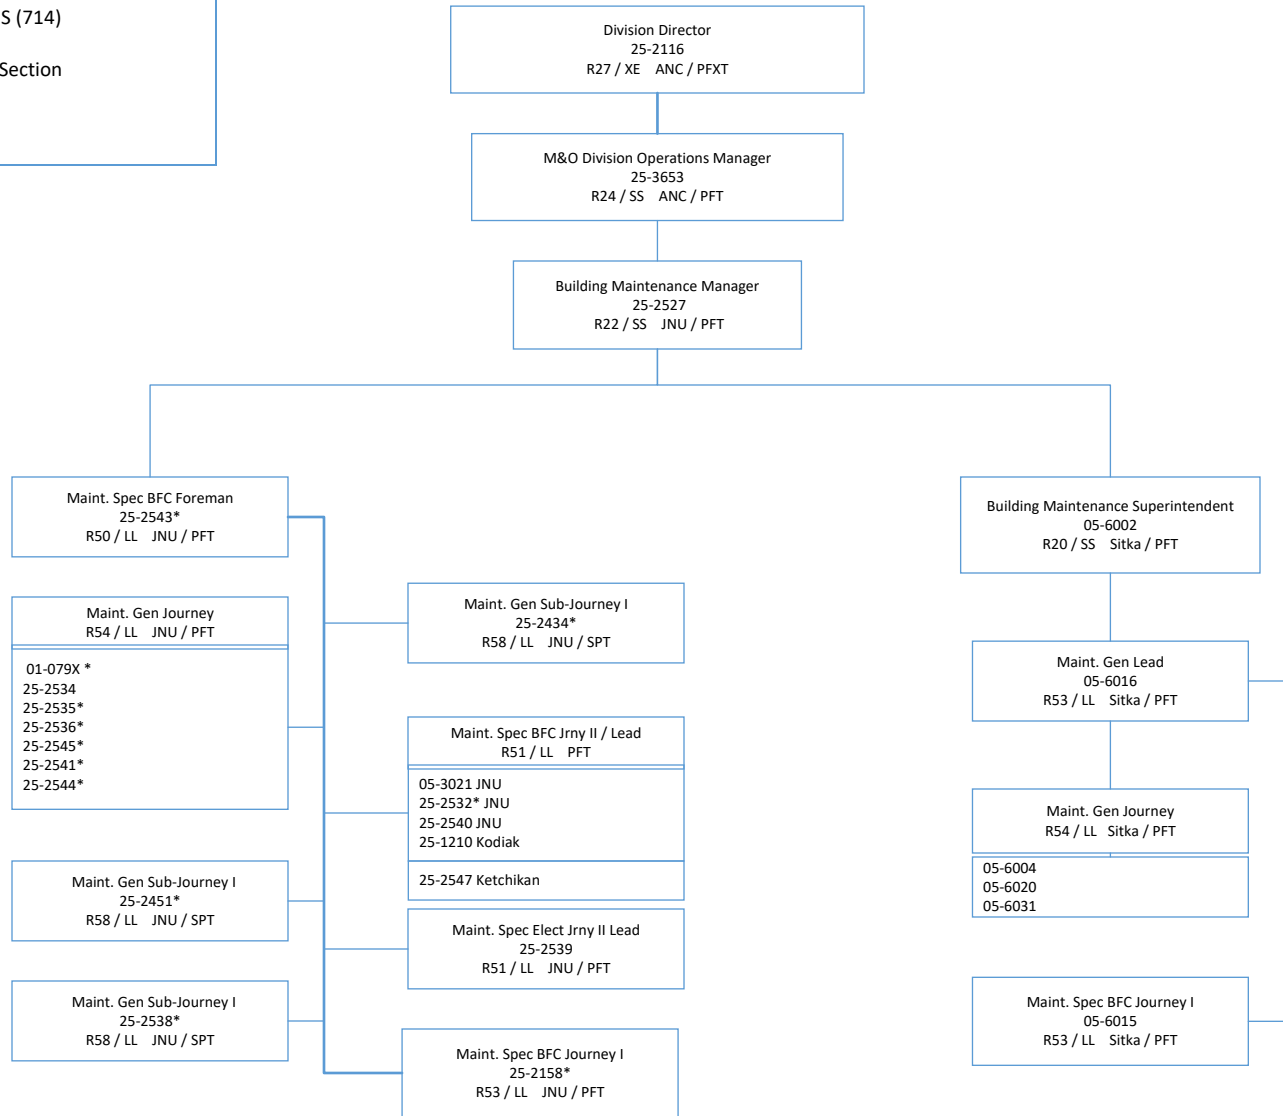 S (714)
Section
Division Director
25-2116
R27 / XE ANC / PFXT
M&O Division Operations Manager
25-3653
R24 / SS ANC / PFT
Building Maintenance Manager
25-2527
R22 / SS JNU / PFT
Maint. Spec BFC Foreman
25-2543*
R50 / LL JNU / PFT
Maint. Gen Journey
R54 / LL JNU / PFT
01-079X *
25-2534
25-2535*
25-2536*
25-2545*
25-2541*
25-2544*
Maint. Gen Sub-Journey I
25-2451*
R58 / LL JNU / SPT
Maint. Gen Sub-Journey I
25-2538*
R58 / LL JNU / SPT
Maint. Gen Sub-Journey I
25-2434*
R58 / LL JNU / SPT
Maint. Spec BFC Jrny II / Lead
R51 / LL PFT
05-3021 JNU
25-2532* JNU
25-2540 JNU
25-1210 Kodiak
25-2547 Ketchikan
Maint. Spec Elect Jrny II Lead
25-2539
R51 / LL JNU / PFT
Maint. Spec BFC Journey I
25-2158*
R53 / LL JNU / PFT
Building Maintenance Superintendent
05-6002
R20 / SS Sitka / PFT
Maint. Gen Lead
05-6016
R53 / LL Sitka / PFT
Maint. Gen Journey
R54 / LL Sitka / PFT
05-6004
05-6020
05-6031
Maint. Spec BFC Journey I
05-6015
R53 / LL Sitka / PFT